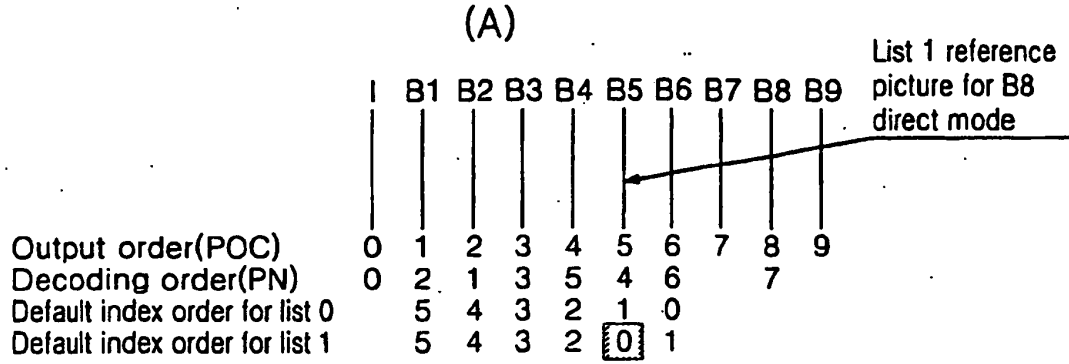 (A)
List 1 reference
picture for B8
direct mode
I B1 B2 B3 B4 B5 B6 B7 B8 B9
Output order(POC) 0 1 2 3 4 5 6 7 8 9
Decoding order(PN) 0 2 1 3 5 4 6 7
Default index order for list 0 5 4 3 2 1 0
Default index order for list 1 5 4 3 2 0 1